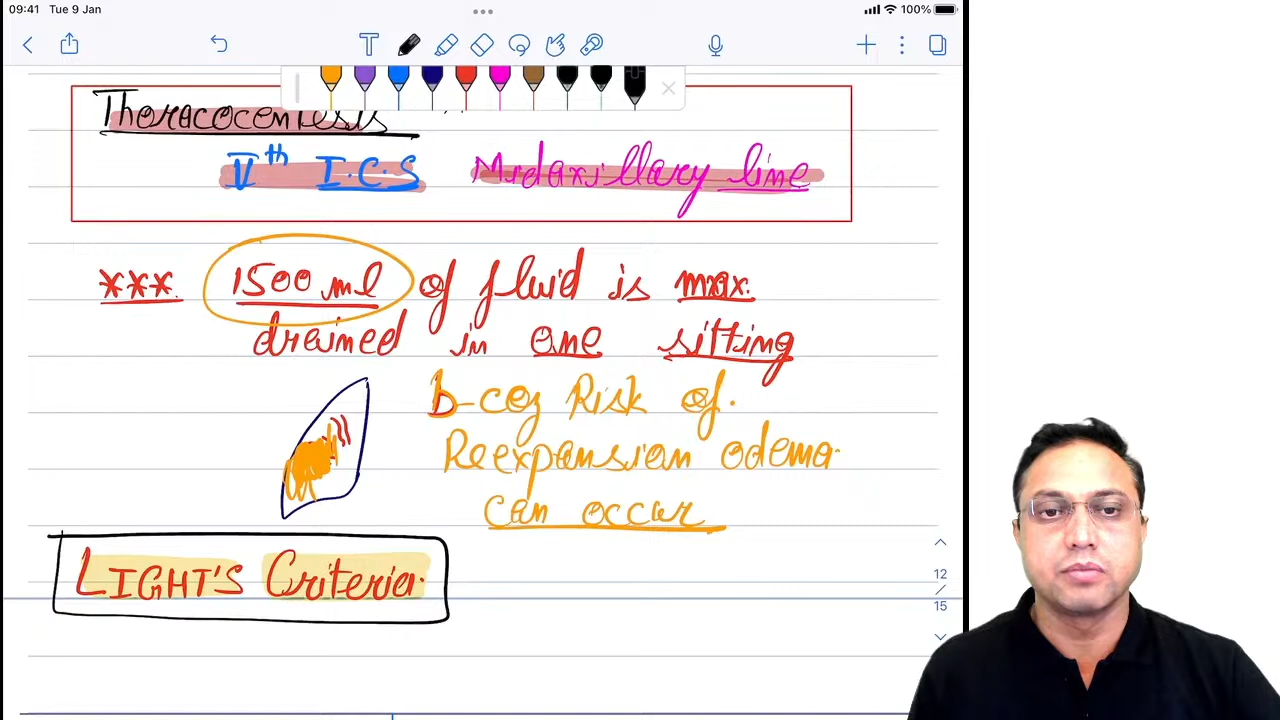 09:41 Tue 9 Jan
100%
T
Thoracocentesis
Vth I.C.S Midaxillary line
*** 1500 ml of fluid is max.
drained in one sitting
b-coz Risk of.
Reexpansion odema.
can occur
LIGHT'S Criteria.
12
/
15